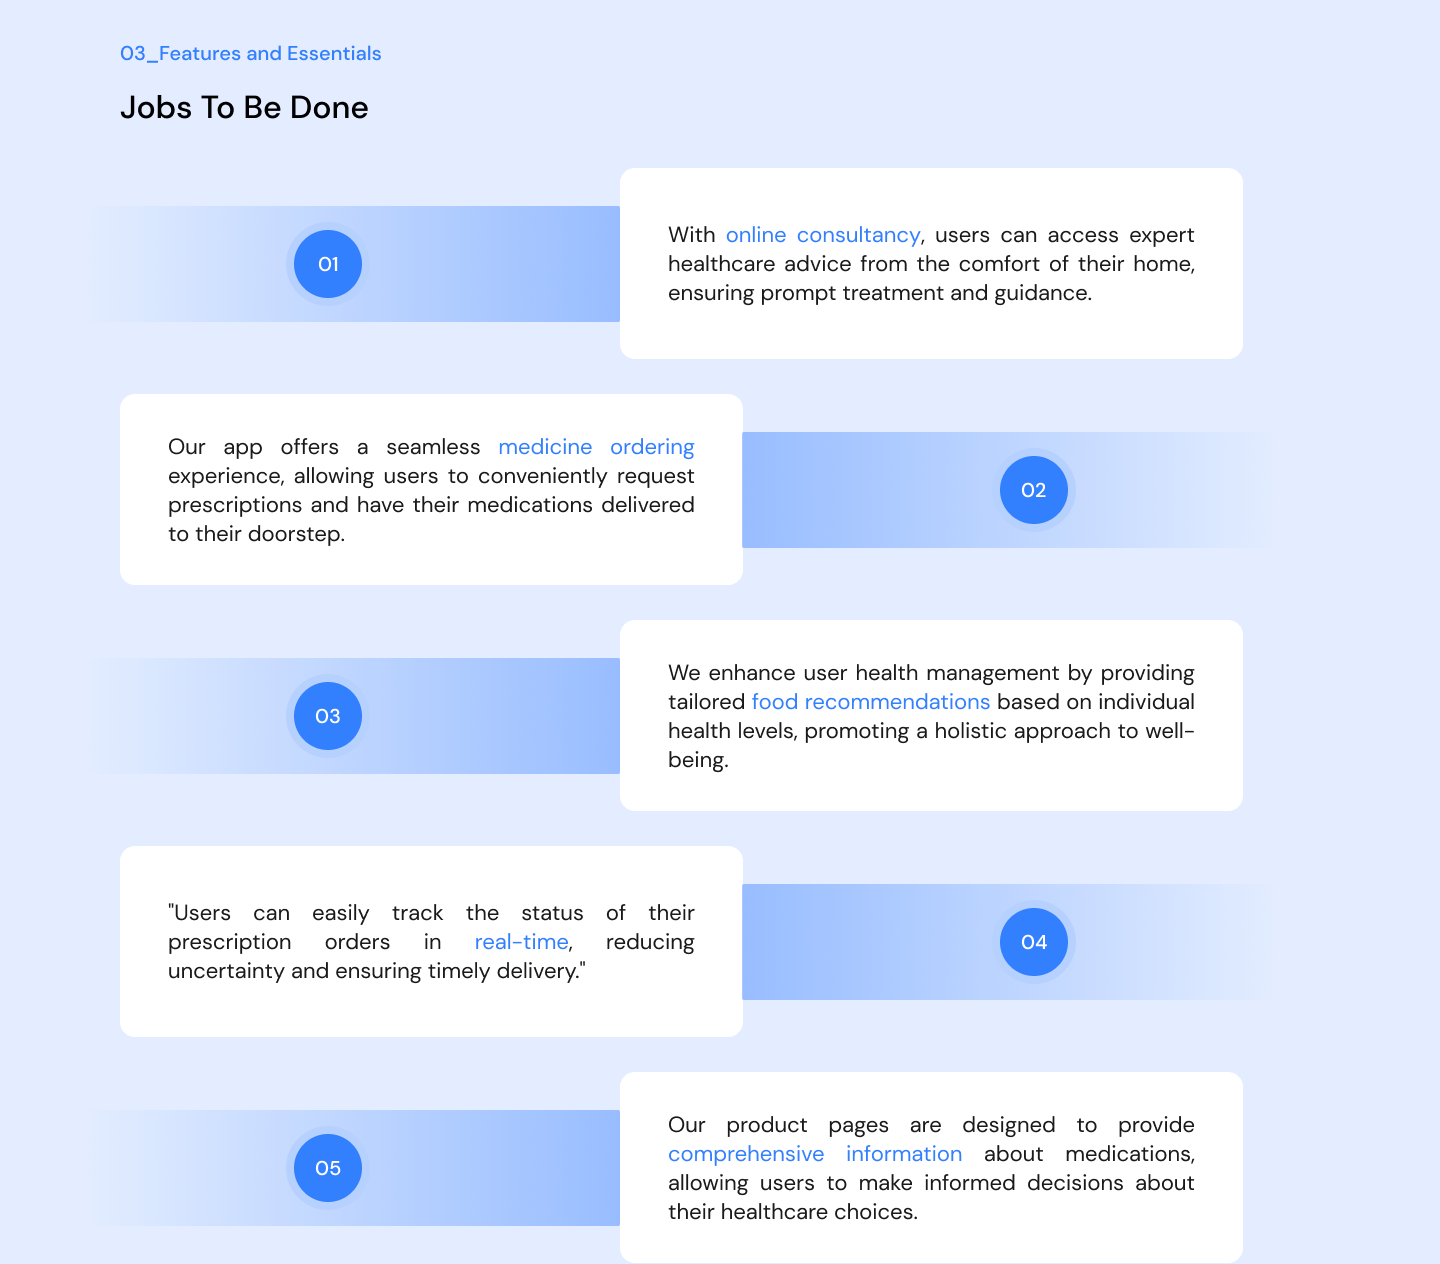 03_Features and Essentials
Jobs To Be Done
01
With online consultancy, users can access expert
healthcare advice from the comfort of their home,
ensuring prompt treatment and guidance.
Our app offers a seamless medicine ordering
experience, allowing users to conveniently request
prescriptions and have their medications delivered
to their doorstep.
02
03
We enhance user health management by providing
tailored food recommendations based on individual
health levels, promoting a holistic approach to well-
being.
"Users can easily track the status of their
prescription orders in real-time, reducing
uncertainty and ensuring timely delivery."
04
05
Our product pages are designed to provide
comprehensive information about medications,
allowing users to make informed decisions about
their healthcare choices.